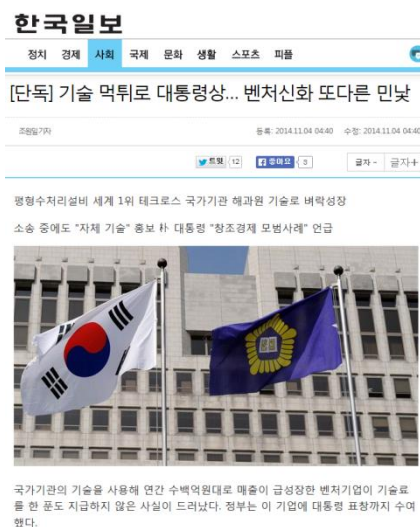 한국일보
정치 경제 사회 국제 문화 생활 스포츠 피플
[단독] 기술 먹튀로 대통령상... 벤처신화 또다른 민낯
조원일기자 등록: 2014.11.04 04:40 수정: 2014.11.04 04:40
트윗 12 좋아요 3 글자- 글자+
평형수처리설비 세계 1위 테크로스 국가기관 해과원 기술로 벼락성장
소송 중에도 "자체 기술" 홍보 朴 대통령 "창조경제 모범사례" 언급
국가기관의 기술을 사용해 연간 수백억원대로 매출이 급성장한 벤처기업이 기술료
를 한 푼도 지급하지 않은 사실이 드러났다. 정부는 이 기업에 대통령 표창까지 수여
했다.